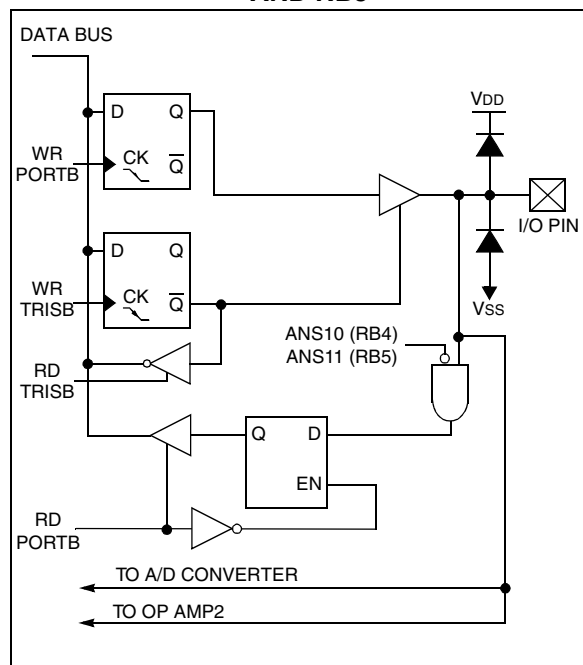 AND RB5
DATA BUS
D Q
WR
PORTB
CK Q
VDD
I/O PIN
D Q
WR
TRISB
CK Q
VSS
ANS10 (RB4)
ANS11 (RB5)
RD
TRISB
Q D
EN
RD
PORTB
TO A/D CONVERTER
TO OP AMP2